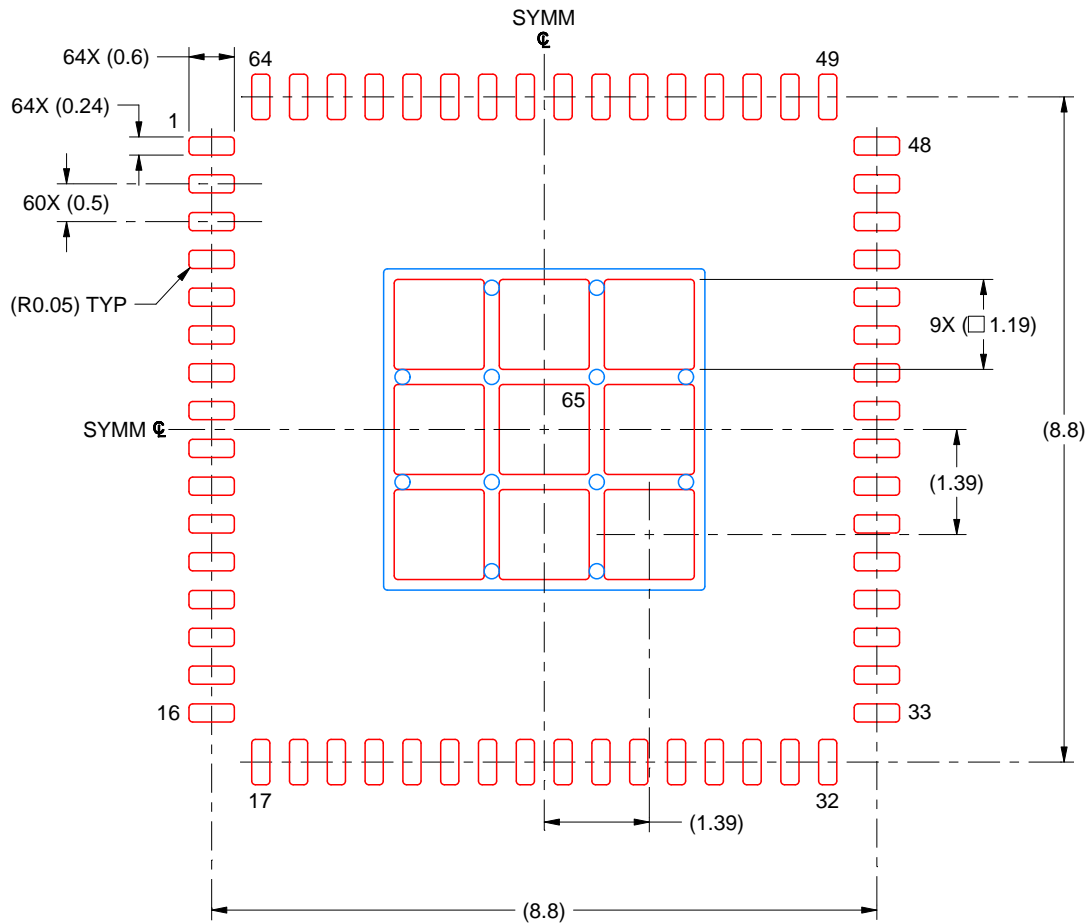 SYMM
℄
64X (0.6)
64
49
64X (0.24)
1
48
60X (0.5)
(R0.05) TYP
9X (□ 1.19)
65
SYMM ℄
(8.8)
(1.39)
16
33
17
32
(1.39)
(8.8)